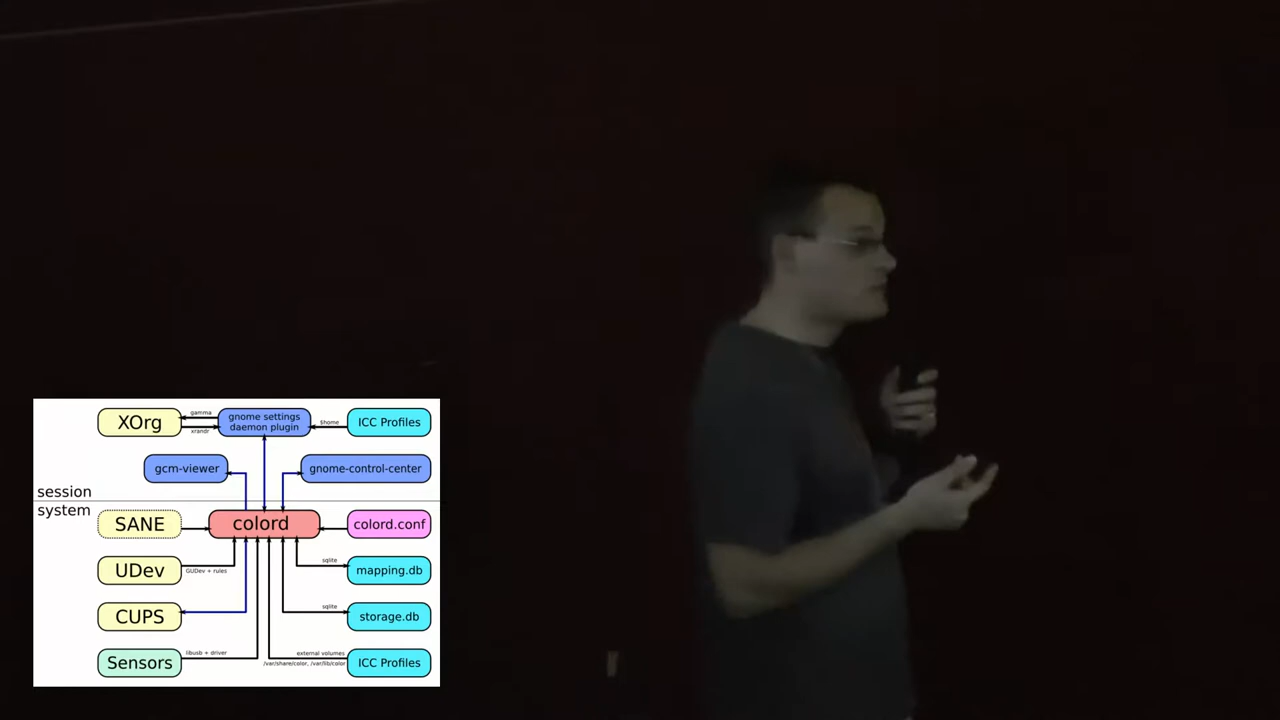 XOrg
gamma
xrandr
gnome settings
daemon plugin
$home
ICC Profiles
gcm-viewer
gnome-control-center
session
system
SANE
colord
colord.conf
UDev
GUDev + rules
sqlite
mapping.db
CUPS
sqlite
storage.db
Sensors
libusb + driver
external volumes
/var/share/color, /var/lib/color
ICC Profiles